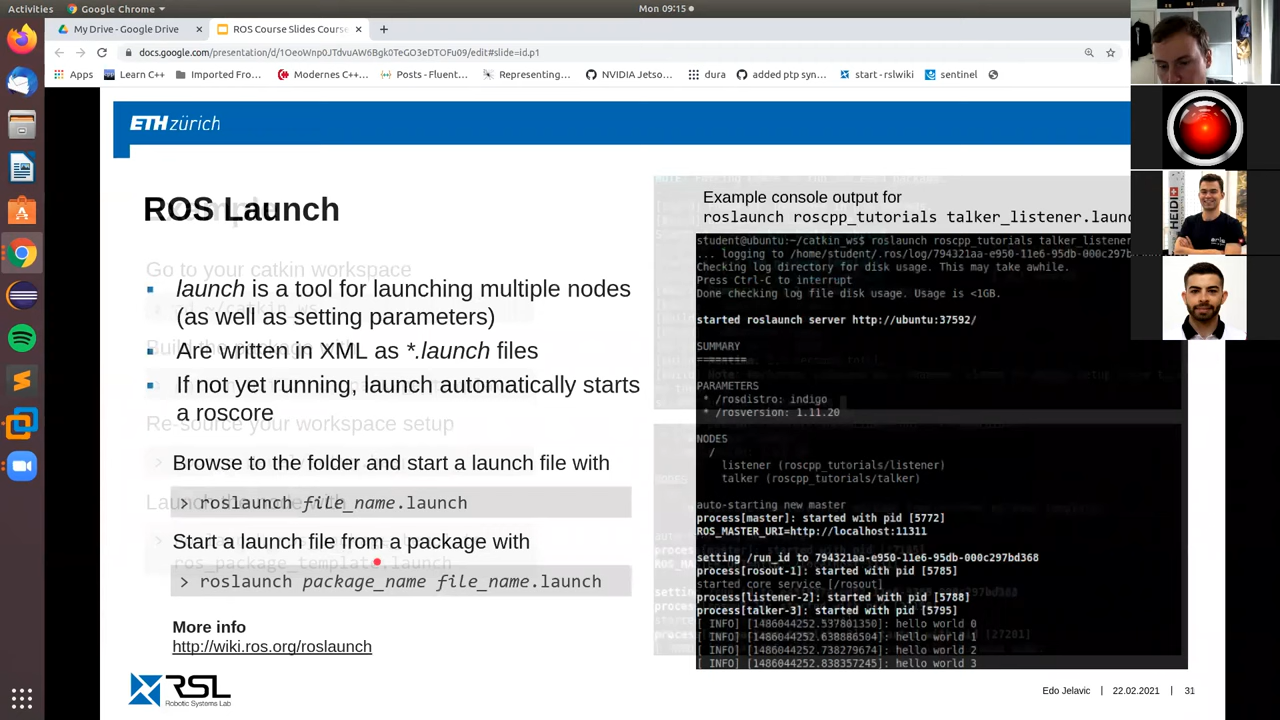 Activities
Google Chrome
Mon 09:15
My Drive - Google Drive
ROS Course Slides Course
docs.google.com/presentation/d/1OeoWnp0JTdvuAW6Bgk0TeGO3eDTOFu09/edit#slide=id.p1
Apps
Learn C++
Imported Fro…
Modernes C++…
Posts - Fluent…
Representing…
NVIDIA Jetso…
dura
added ptp syn…
start - rslwiki
sentinel
ETH zürich
ROS Launch
Go to your catkin workspace
launch is a tool for launching multiple nodes
(as well as setting parameters)
Are written in XML as *.launch files
If not yet running, launch automatically starts
a roscore
Re-source your workspace setup
Browse to the folder and start a launch file with
> roslaunch file_name.launch
Start a launch file from a package with
ros_package_template.launch
> roslaunch package_name file_name.launch
More info
http://wiki.ros.org/roslaunch
Example console output for
roslaunch roscpp_tutorials talker_listener.launc
student@ubuntu:~/catkin_ws$ roslaunch roscpp_tutorials talker_listener
... logging to /home/student/.ros/log/794321aa-e950-11e6-95db-000c297b
Checking log directory for disk usage. This may take awhile.
Press Ctrl-C to interrupt
Done checking log file disk usage. Usage is <1GB.
started roslaunch server http://ubuntu:37592/
SUMMARY
========
PARAMETERS
* /rosdistro: indigo
* /rosversion: 1.11.20
NODES
/
listener (roscpp_tutorials/listener)
talker (roscpp_tutorials/talker)
auto-starting new master
process[master]: started with pid [5772]
ROS_MASTER_URI=http://localhost:11311
setting /run_id to 794321aa-e950-11e6-95db-000c297bd368
process[rosout-1]: started with pid [5785]
started core service [/rosout]
process[listener-2]: started with pid [5788]
process[talker-3]: started with pid [5795]
[ INFO] [1486044252.537801350]: hello world 0
[ INFO] [1486044252.638886504]: hello world 1
[ INFO] [1486044252.738279674]: hello world 2
[ INFO] [1486044252.838357245]: hello world 3
RSL
Robotic Systems Lab
Edo Jelavic | 22.02.2021 | 31
HEIDI